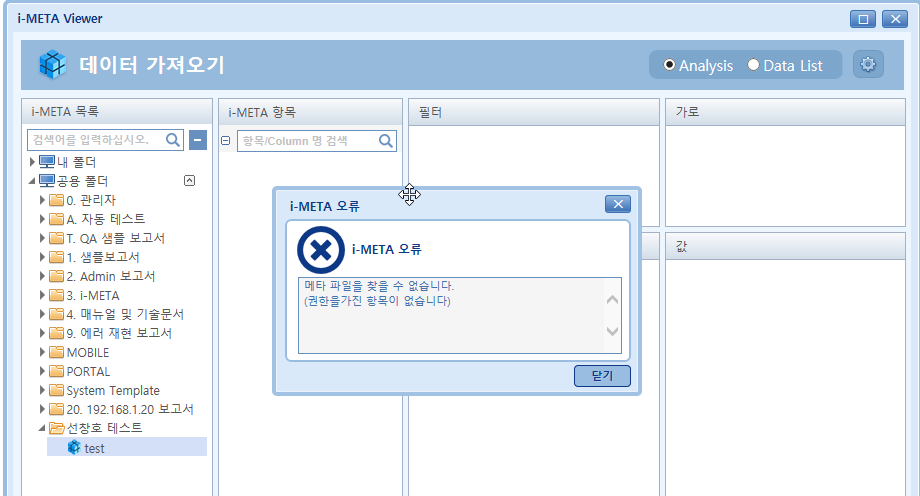 i-META Viewer
데이터 가져오기
Analysis Data List
i-META 목록
검색어를 입력하십시오.
내 폴더
공용 폴더
0. 관리자
A. 자동 테스트
T. QA 샘플 보고서
1. 샘플보고서
2. Admin 보고서
3. i-META
4. 매뉴얼 및 기술문서
9. 에러 재현 보고서
MOBILE
PORTAL
System Template
20. 192.168.1.20 보고서
선창호 테스트
test
i-META 항목
항목/Column 명 검색
필터
가로
값
i-META 오류
i-META 오류
메타 파일을 찾을 수 없습니다.
(권한을가진 항목이 없습니다)
닫기